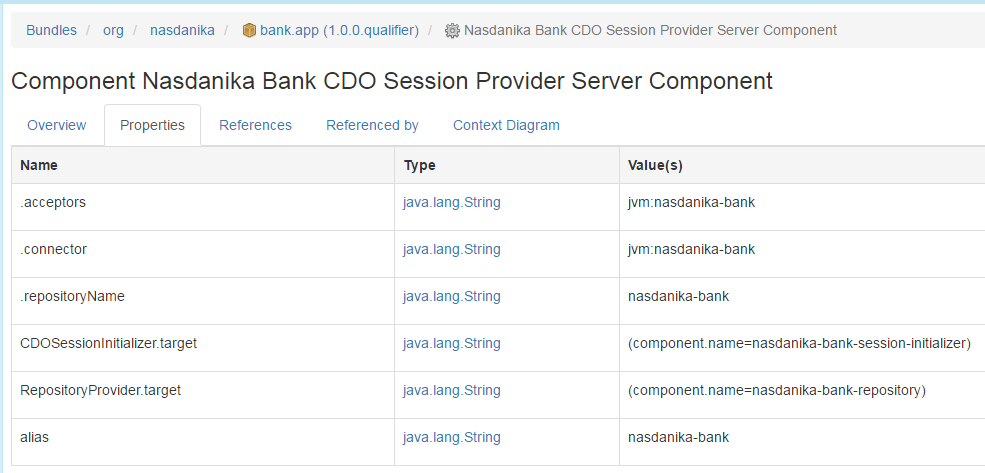 Bundles / org / nasdanika / bank.app (1.0.0.qualifier) / Nasdanika Bank CDO Session Provider Server Component
Component Nasdanika Bank CDO Session Provider Server Component
Overview Properties References Referenced by Context Diagram
Name Type Value(s)
.acceptors java.lang.String jvm:nasdanika-bank
.connector java.lang.String jvm:nasdanika-bank
.repositoryName java.lang.String nasdanika-bank
CDOSessionInitializer.target java.lang.String (component.name=nasdanika-bank-session-initializer)
RepositoryProvider.target java.lang.String (component.name=nasdanika-bank-repository)
alias java.lang.String nasdanika-bank